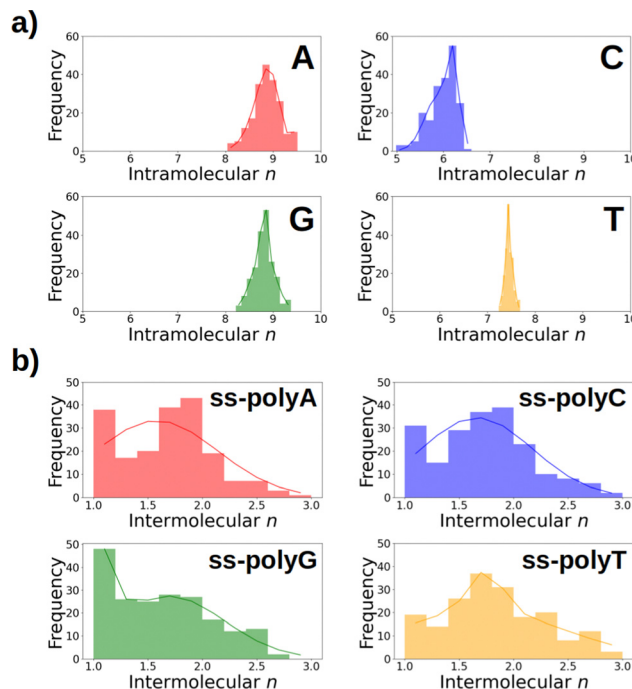 a)
A
60
40
20
0
Frequency
5 6 7 8 9 10
Intramolecular n
C
60
40
20
0
Frequency
5 6 7 8 9 10
Intramolecular n
G
60
40
20
0
Frequency
5 6 7 8 9 10
Intramolecular n
T
60
40
20
0
Frequency
5 6 7 8 9 10
Intramolecular n
b)
ss-polyA
50
40
30
20
10
0
Frequency
1.0 1.5 2.0 2.5 3.0
Intermolecular n
ss-polyC
50
40
30
20
10
0
Frequency
1.0 1.5 2.0 2.5 3.0
Intermolecular n
ss-polyG
50
40
30
20
10
0
Frequency
1.0 1.5 2.0 2.5 3.0
Intermolecular n
ss-polyT
50
40
30
20
10
0
Frequency
1.0 1.5 2.0 2.5 3.0
Intermolecular n